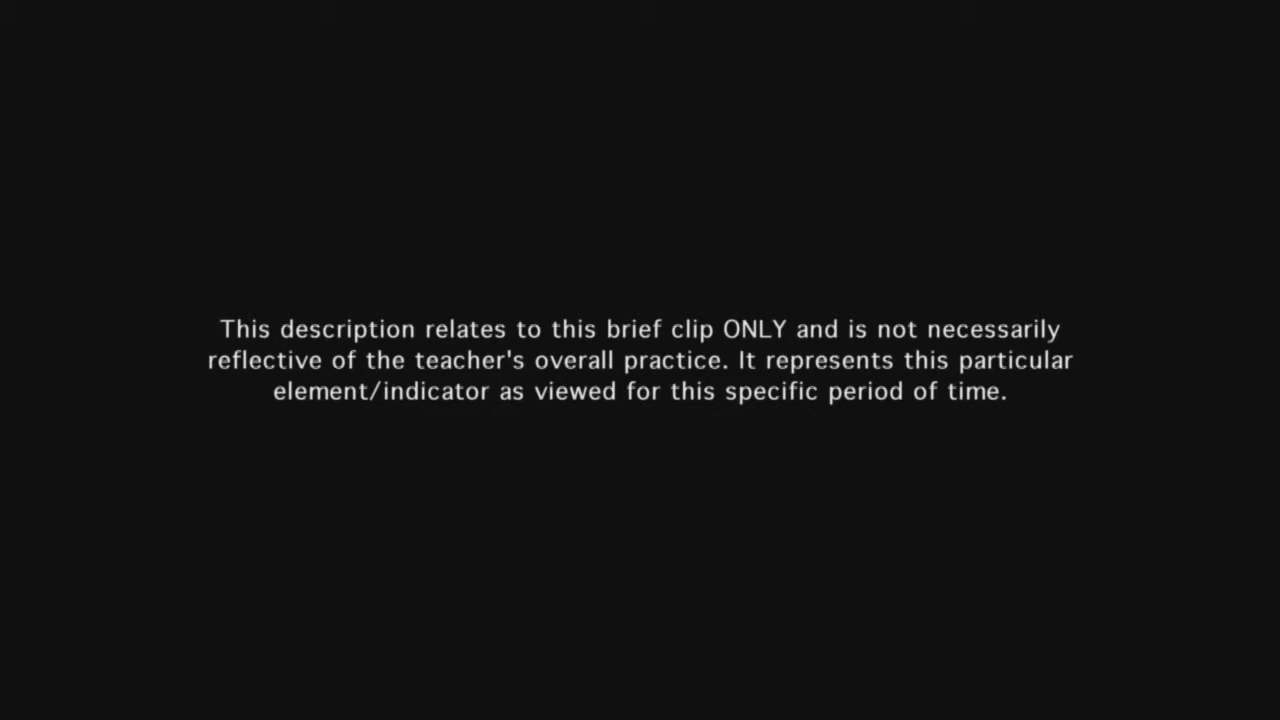 This description relates to this brief clip ONLY and is not necessarily
reflective of the teacher's overall practice. It represents this particular
element/indicator as viewed for this specific period of time.